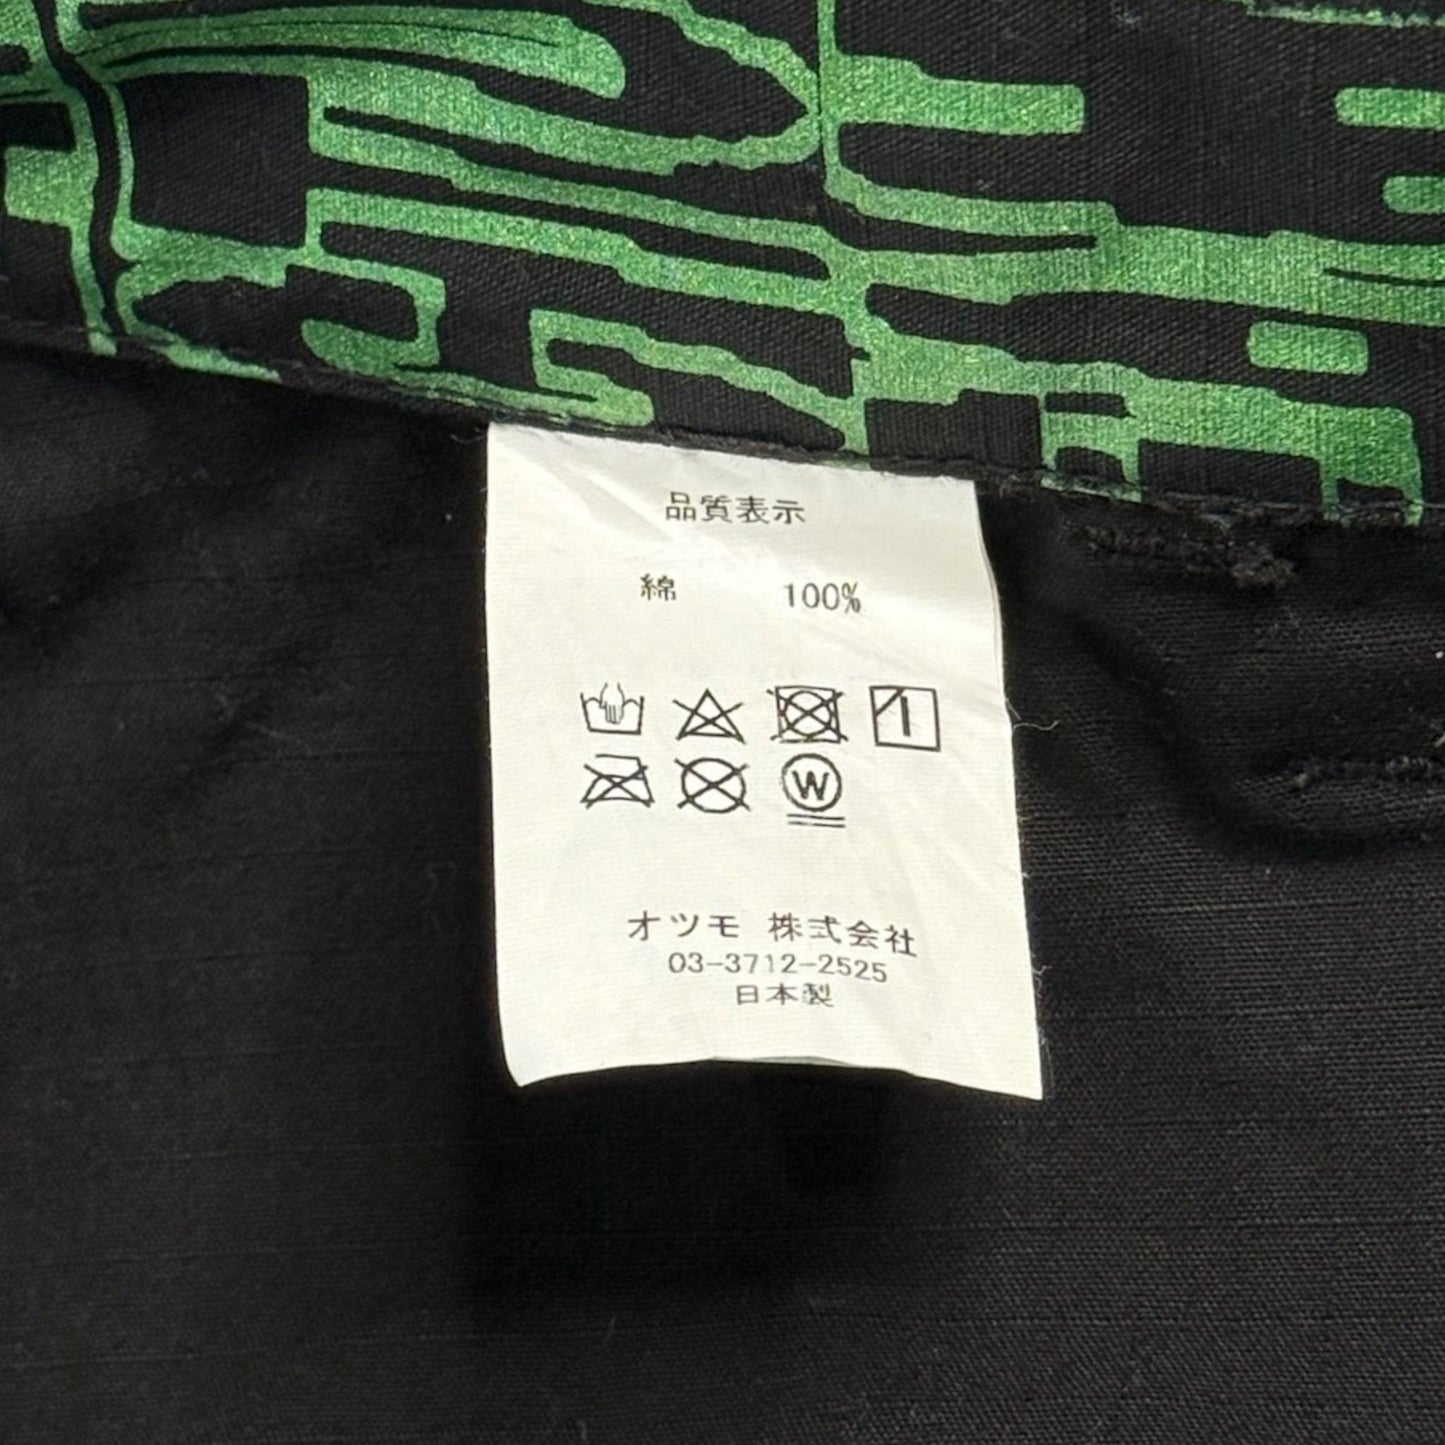 品質表示
綿 100%
W
オツモ 株式会社
03-3712-2525
日本製